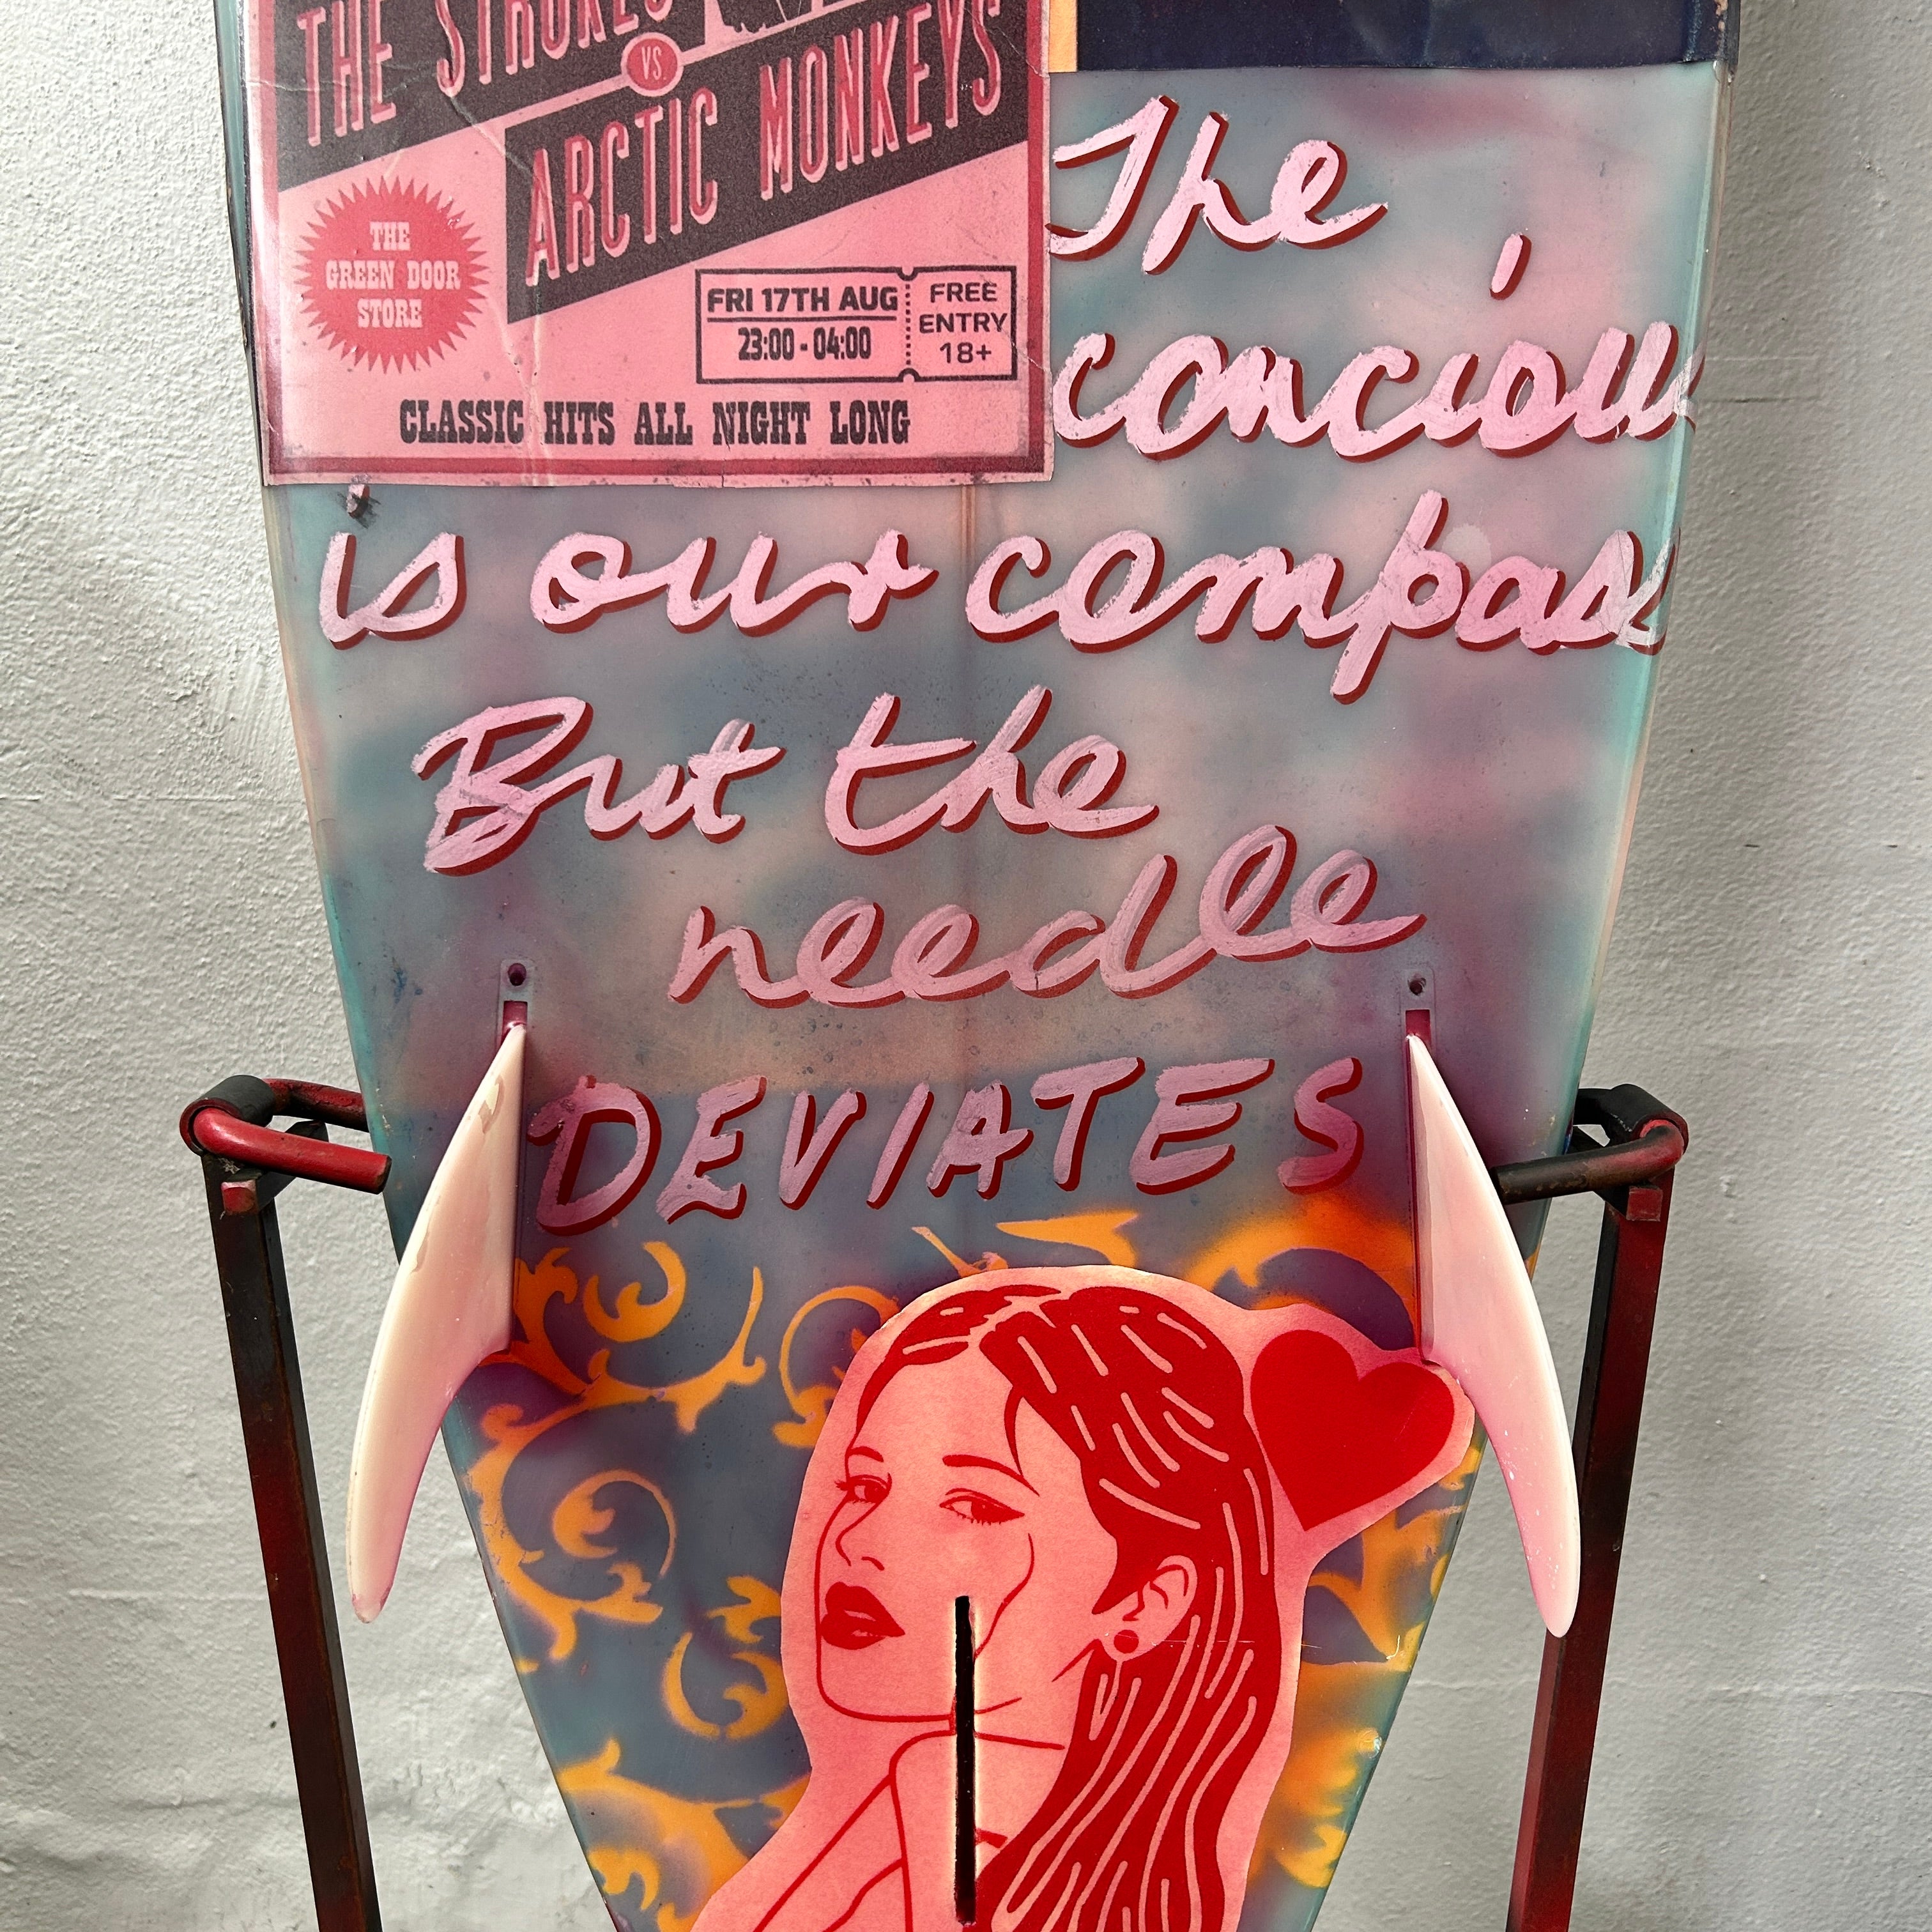 THE STROKES
VS.
ARCTIC MONKEYS
THE
GREEN DOOR
STORE
FRI 17TH AUG
23:00 - 04:00
FREE
ENTRY
18+
CLASSIC HITS ALL NIGHT LONG
The
concious
is our compass
But the
needle
DEVIATES